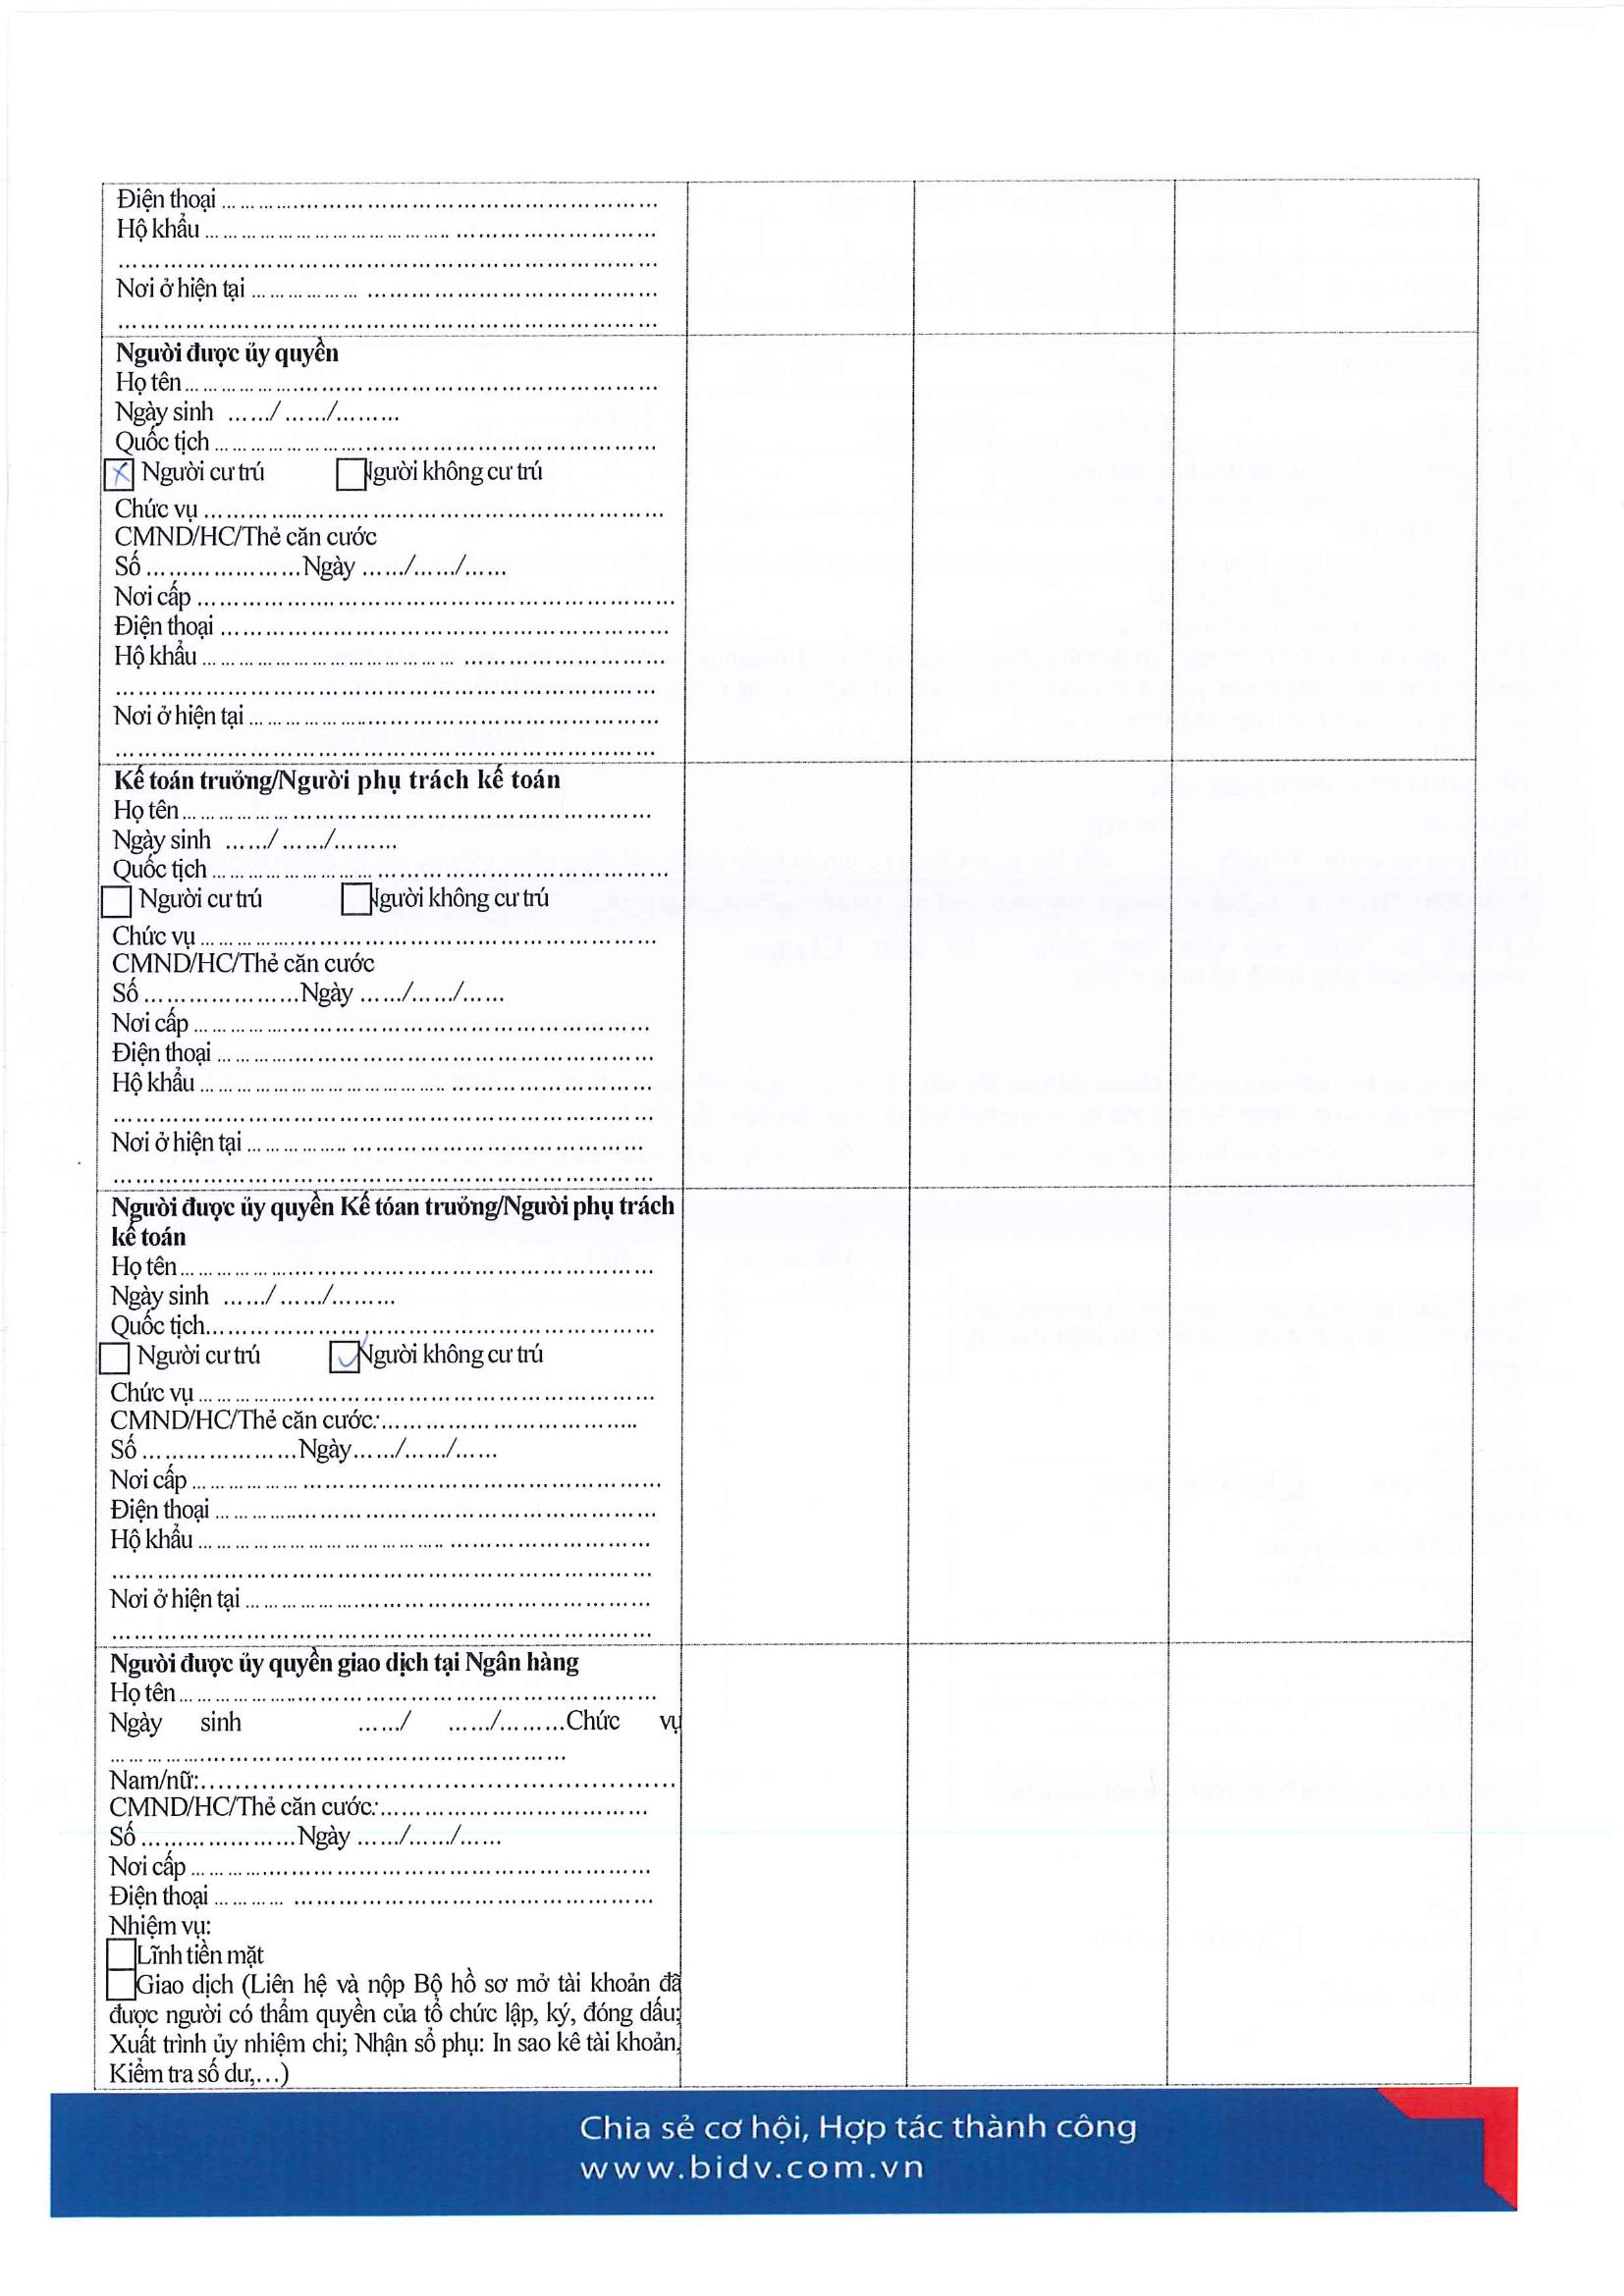 Điện thoại ........................................................
Hộ khẩu ........................................................
........................................................
Nơi ở hiện tại ........................................................
........................................................
Người được ủy quyền
Họ tên ........................................................
Ngày sinh ....../ ....../.........
Quốc tịch ........................................................
☒ Người cư trú ☐ Người không cư trú
Chức vụ ........................................................
CMND/HC/Thẻ căn cước
Số .....................Ngày ....../....../......
Nơi cấp ........................................................
Điện thoại ........................................................
Hộ khẩu ........................................................
........................................................
Nơi ở hiện tại ........................................................
........................................................
Kế toán trưởng/Người phụ trách kế toán
Họ tên ........................................................
Ngày sinh ....../ ....../.........
Quốc tịch ........................................................
☐ Người cư trú ☐ Người không cư trú
Chức vụ ........................................................
CMND/HC/Thẻ căn cước
Số .....................Ngày ....../....../......
Nơi cấp ........................................................
Điện thoại ........................................................
Hộ khẩu ........................................................
........................................................
Nơi ở hiện tại ........................................................
........................................................
Người được ủy quyền Kế tóan trưởng/Người phụ trách
kế toán
Họ tên ........................................................
Ngày sinh ....../ ....../.........
Quốc tịch........................................................
☐ Người cư trú ☑ Người không cư trú
Chức vụ ........................................................
CMND/HC/Thẻ căn cước:...................................
Số .....................Ngày....../....../......
Nơi cấp ........................................................
Điện thoại ........................................................
Hộ khẩu ........................................................
........................................................
Nơi ở hiện tại ........................................................
........................................................
Người được ủy quyền giao dịch tại Ngân hàng
Họ tên ........................................................
Ngày sinh ....../ ....../.........Chức vụ
........................................................
Nam/nữ:........................................................
CMND/HC/Thẻ căn cước:...................................
Số .....................Ngày ....../....../......
Nơi cấp ........................................................
Điện thoại ........................................................
Nhiệm vụ:
☐ Lĩnh tiền mặt
☐ Giao dịch (Liên hệ và nộp Bộ hồ sơ mở tài khoản đã
được người có thẩm quyền của tổ chức lập, ký, đóng dấu;
Xuất trình ủy nhiệm chi; Nhận sổ phụ: In sao kê tài khoản,
Kiểm tra số dư,...)
Chia sẻ cơ hội, Hợp tác thành công
www.bidv.com.vn